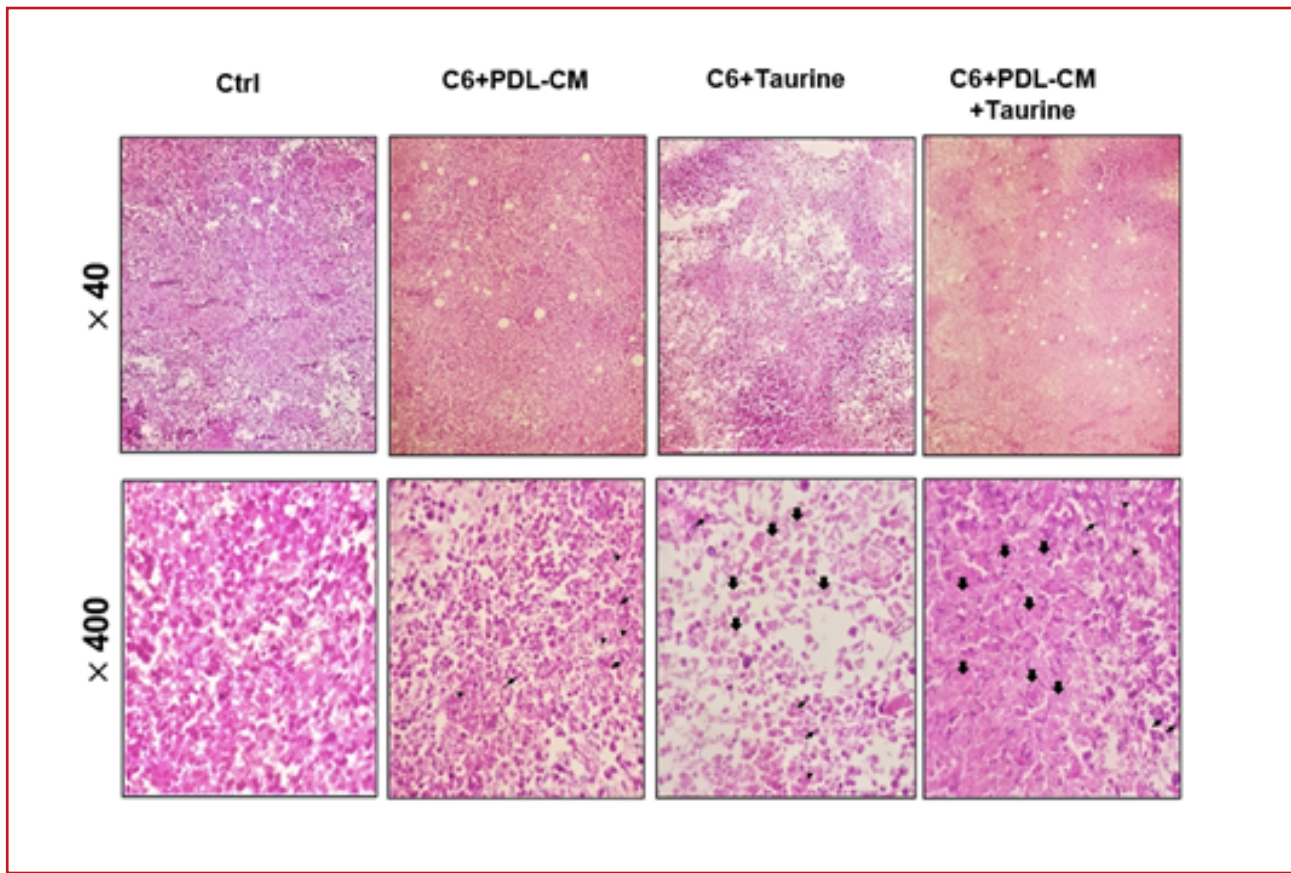 Ctrl
C6+PDL-CM
C6+Taurine
C6+PDL-CM
+Taurine
× 40
× 400